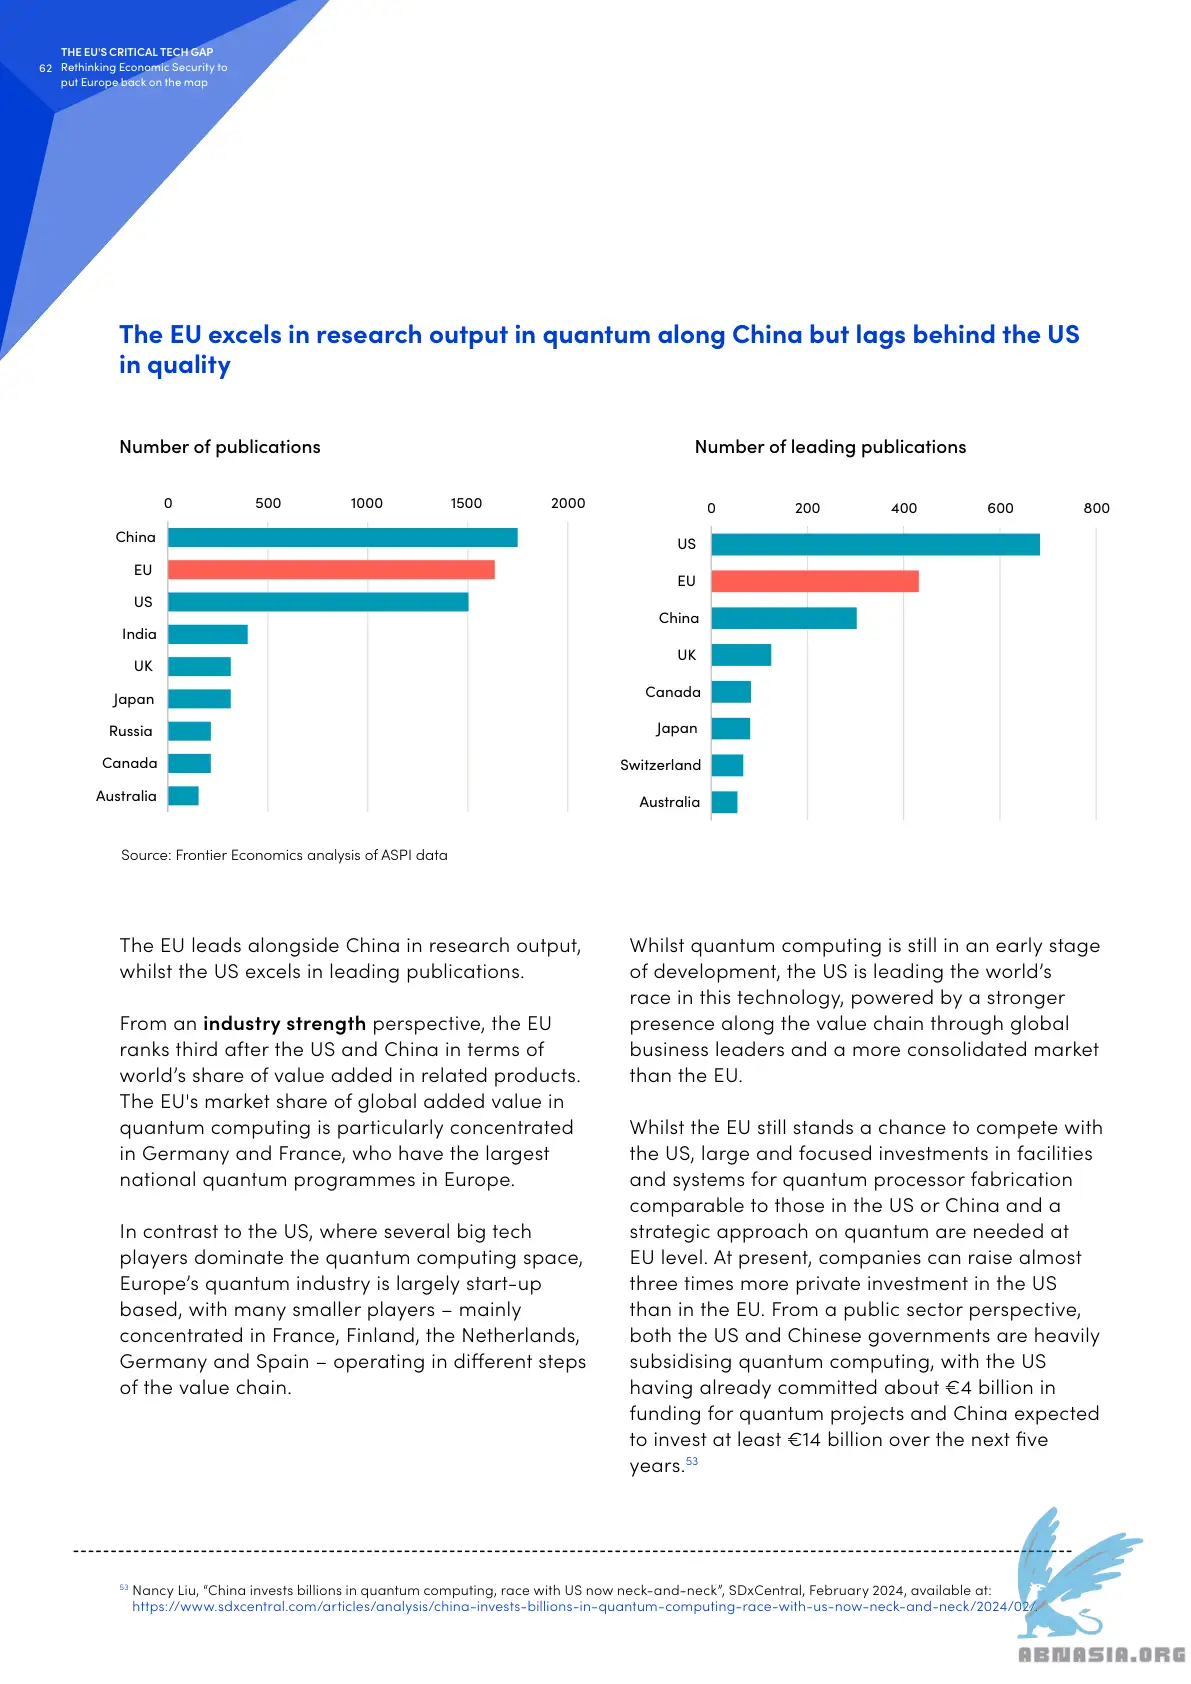 THE EU'S CRITICAL TECH GAP
62 Rethinking Economic Security to
put Europe back on the map
The EU excels in research output in quantum along China but lags behind the US
in quality
Number of publications
0 500 1000 1500 2000
China
EU
US
India
UK
Japan
Russia
Canada
Australia
Number of leading publications
0 200 400 600 800
US
EU
China
UK
Canada
Japan
Switzerland
Australia
Source: Frontier Economics analysis of ASPI data
The EU leads alongside China in research output,
whilst the US excels in leading publications.
From an industry strength perspective, the EU
ranks third after the US and China in terms of
world’s share of value added in related products.
The EU's market share of global added value in
quantum computing is particularly concentrated
in Germany and France, who have the largest
national quantum programmes in Europe.
In contrast to the US, where several big tech
players dominate the quantum computing space,
Europe’s quantum industry is largely start-up
based, with many smaller players – mainly
concentrated in France, Finland, the Netherlands,
Germany and Spain – operating in different steps
of the value chain.
Whilst quantum computing is still in an early stage
of development, the US is leading the world’s
race in this technology, powered by a stronger
presence along the value chain through global
business leaders and a more consolidated market
than the EU.
Whilst the EU still stands a chance to compete with
the US, large and focused investments in facilities
and systems for quantum processor fabrication
comparable to those in the US or China and a
strategic approach on quantum are needed at
EU level. At present, companies can raise almost
three times more private investment in the US
than in the EU. From a public sector perspective,
both the US and Chinese governments are heavily
subsidising quantum computing, with the US
having already committed about €4 billion in
funding for quantum projects and China expected
to invest at least €14 billion over the next five
years.53
53 Nancy Liu, “China invests billions in quantum computing, race with US now neck-and-neck”, SDxCentral, February 2024, available at:
https://www.sdxcentral.com/articles/analysis/china-invests-billions-in-quantum-computing-race-with-us-now-neck-and-neck/2024/02/.
ABNASIA.ORG